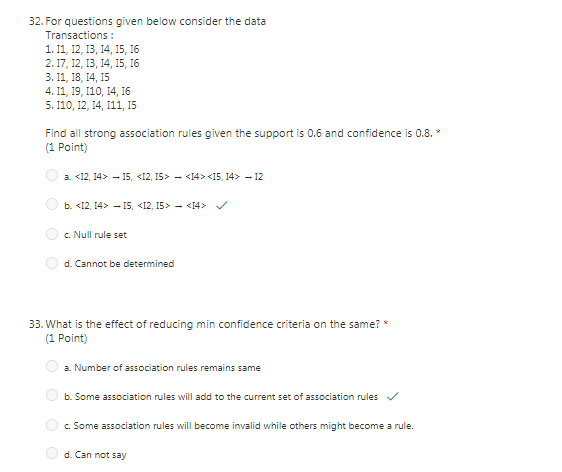 32. For questions given below consider the data
Transactions :
1. I1, I2, I3, I4, I5, I6
2. I7, I2, I3, I4, I5, I6
3. I1, I8, I4, I5
4. I1, I9, I10, I4, I6
5. I10, I2, I4, I11, I5
Find all strong association rules given the support is 0.6 and confidence is 0.8. *
(1 Point)
a. <I2, I4> → I5, <I2, I5> → <I4> <I5, I4> → I2
b. <I2, I4> → I5, <I2, I5> → <I4> ✓
c. Null rule set
d. Cannot be determined
33. What is the effect of reducing min confidence criteria on the same? *
(1 Point)
a. Number of association rules remains same
b. Some association rules will add to the current set of association rules ✓
c. Some association rules will become invalid while others might become a rule.
d. Can not say